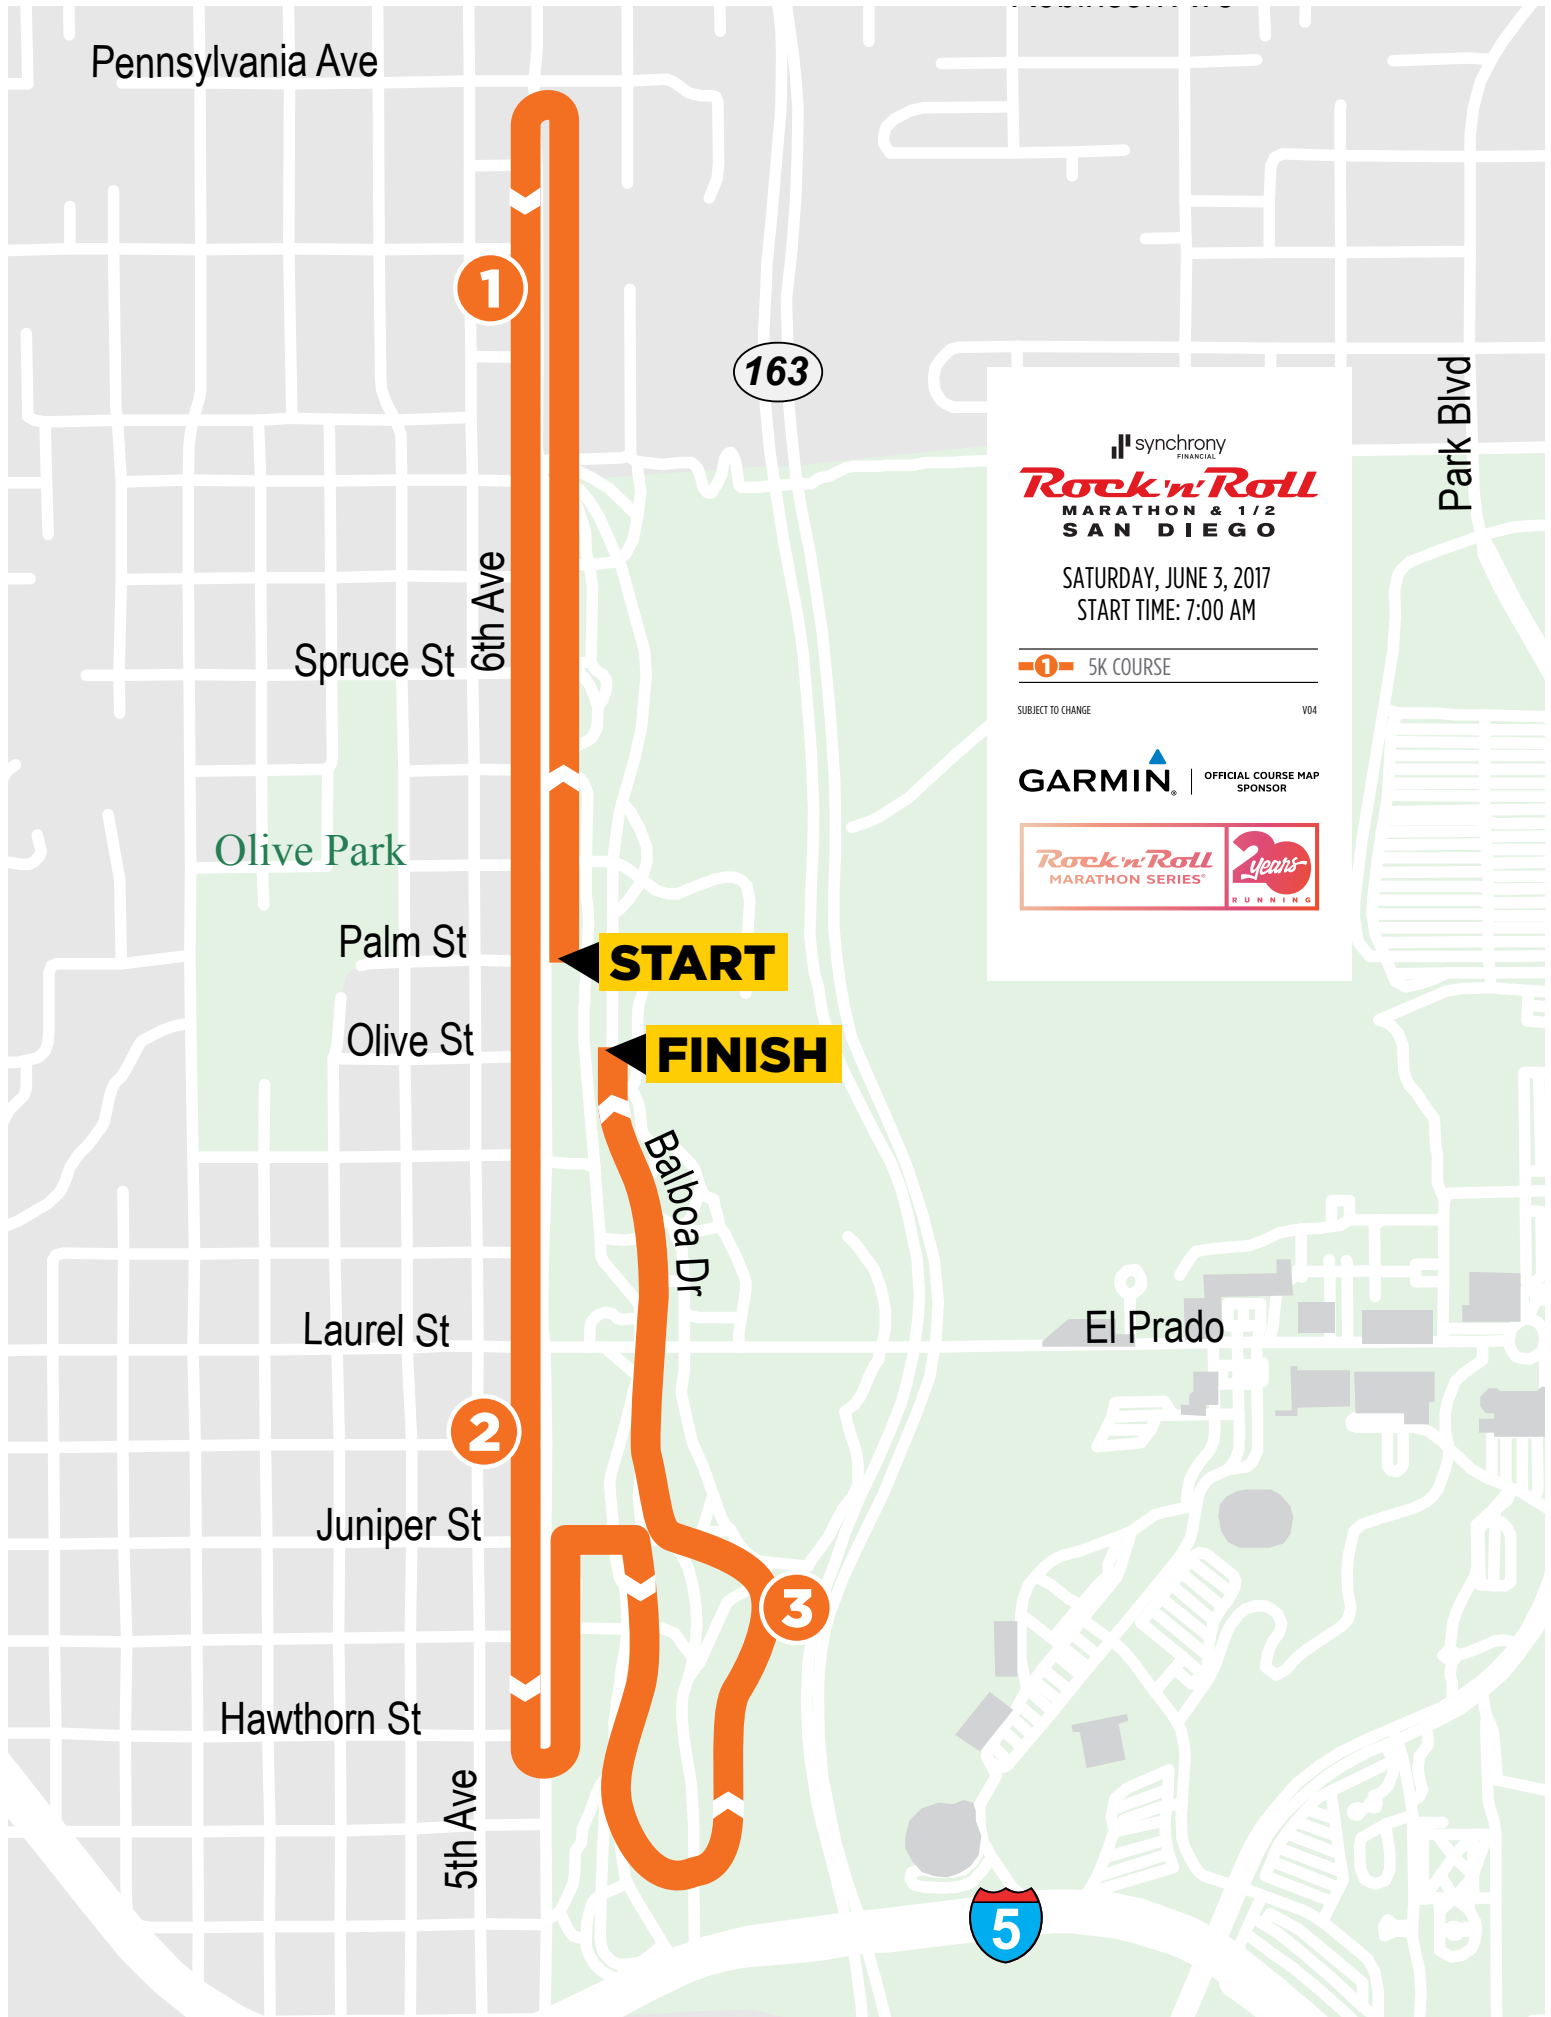 Pennsylvania Ave
1
163
Park Blvd
synchrony
FINANCIAL
Rock 'n' Roll
MARATHON & 1/2
SAN DIEGO
SATURDAY, JUNE 3, 2017
START TIME: 7:00 AM
1 5K COURSE
SUBJECT TO CHANGE V04
GARMIN® OFFICIAL COURSE MAP
SPONSOR
Rock 'n' Roll
MARATHON SERIES®
20 years
RUNNING
6th Ave
Spruce St
Olive Park
Palm St
START
Olive St
FINISH
Balboa Dr
Laurel St
El Prado
2
Juniper St
3
Hawthorn St
5th Ave
5